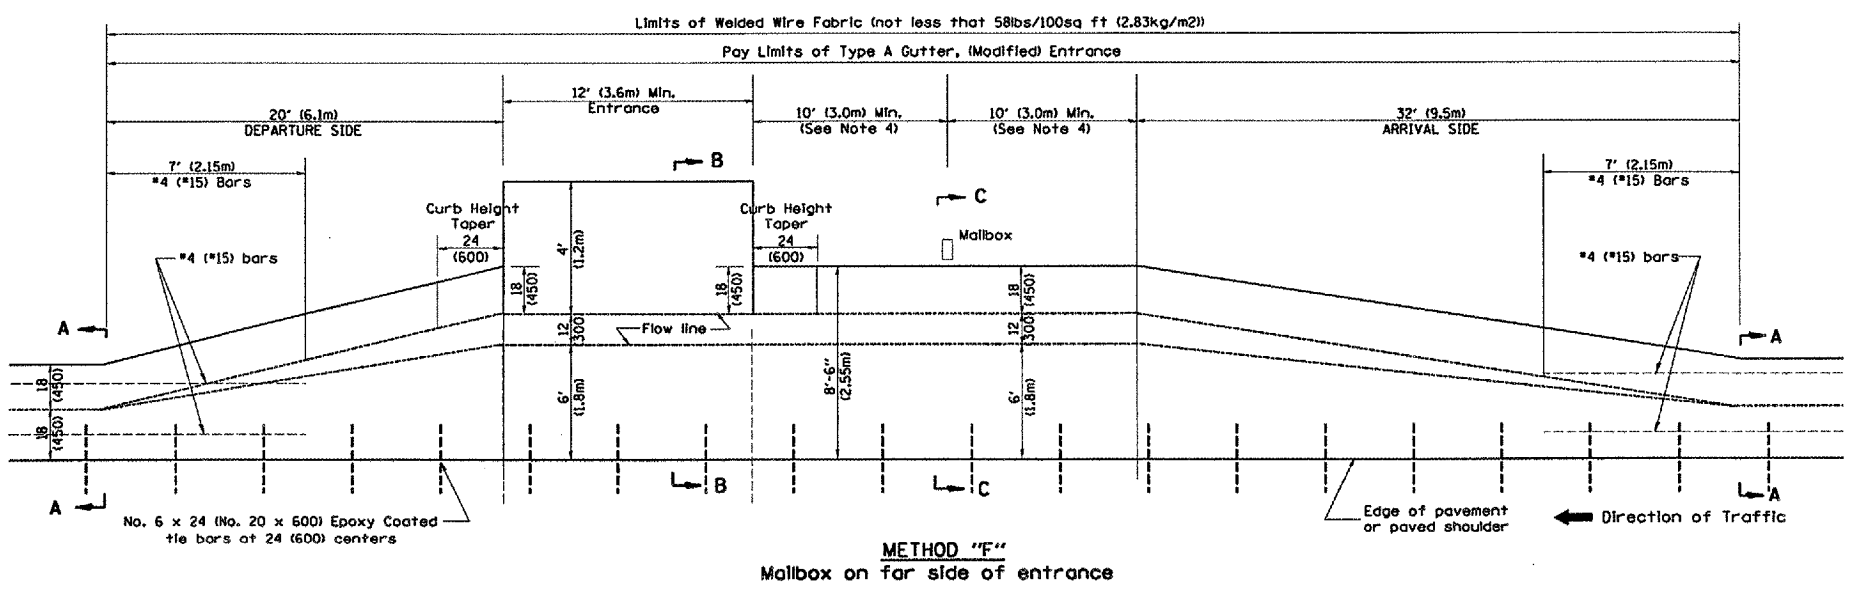 Limits of Welded Wire Fabric (not less that 58lbs/100sq ft (2.83kg/m2))
Pay Limits of Type A Gutter, (Modified) Entrance
12' (3.6m) Min.
Entrance
20' (6.1m)
DEPARTURE SIDE
10' (3.0m) Min.
(See Note 4)
10' (3.0m) Min.
(See Note 4)
32' (9.5m)
ARRIVAL SIDE
7' (2.15m)
#4 (#15) Bars
B
7' (2.15m)
#4 (#15) Bars
C
Curb Height
Taper
24
(600)
Curb Height
Taper
24
(600)
Mailbox
4'
(1.2m)
#4 (#15) bars
#4 (#15) bars
18
(450)
18
(450)
18
(450)
A
12
(300)
Flow line
12
(300)
A
18
(450)
18
(450)
6'
(1.8m)
8'-6"
(2.55m)
6'
(1.8m)
A
B
C
A
No. 6 x 24 (No. 20 x 600) Epoxy Coated
tie bars at 24 (600) centers
Edge of pavement
or paved shoulder
Direction of Traffic
METHOD "F"
Mailbox on far side of entrance